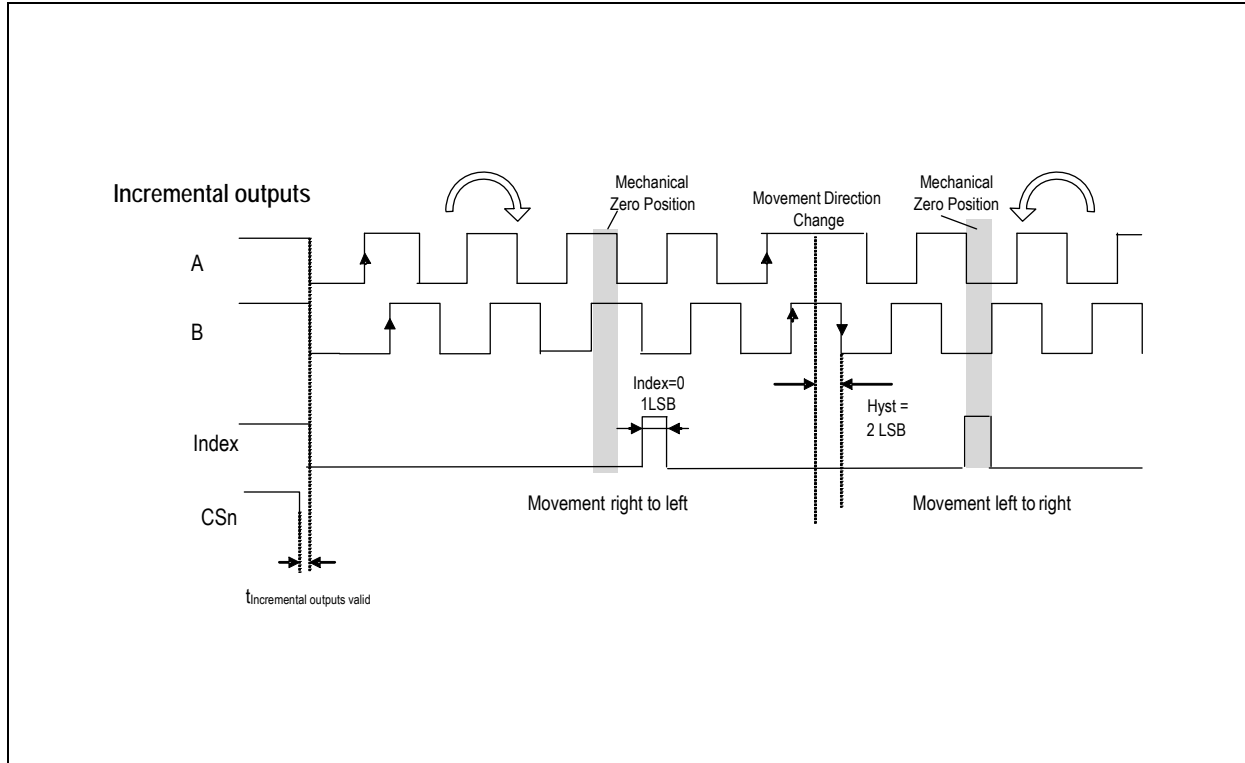 Incremental outputs
Mechanical
Zero Position
Movement Direction
Change
Mechanical
Zero Position
A
B
Index=0
1LSB
Hyst =
2 LSB
Index
Movement right to left
Movement left to right
CSn
tIncremental outputs valid